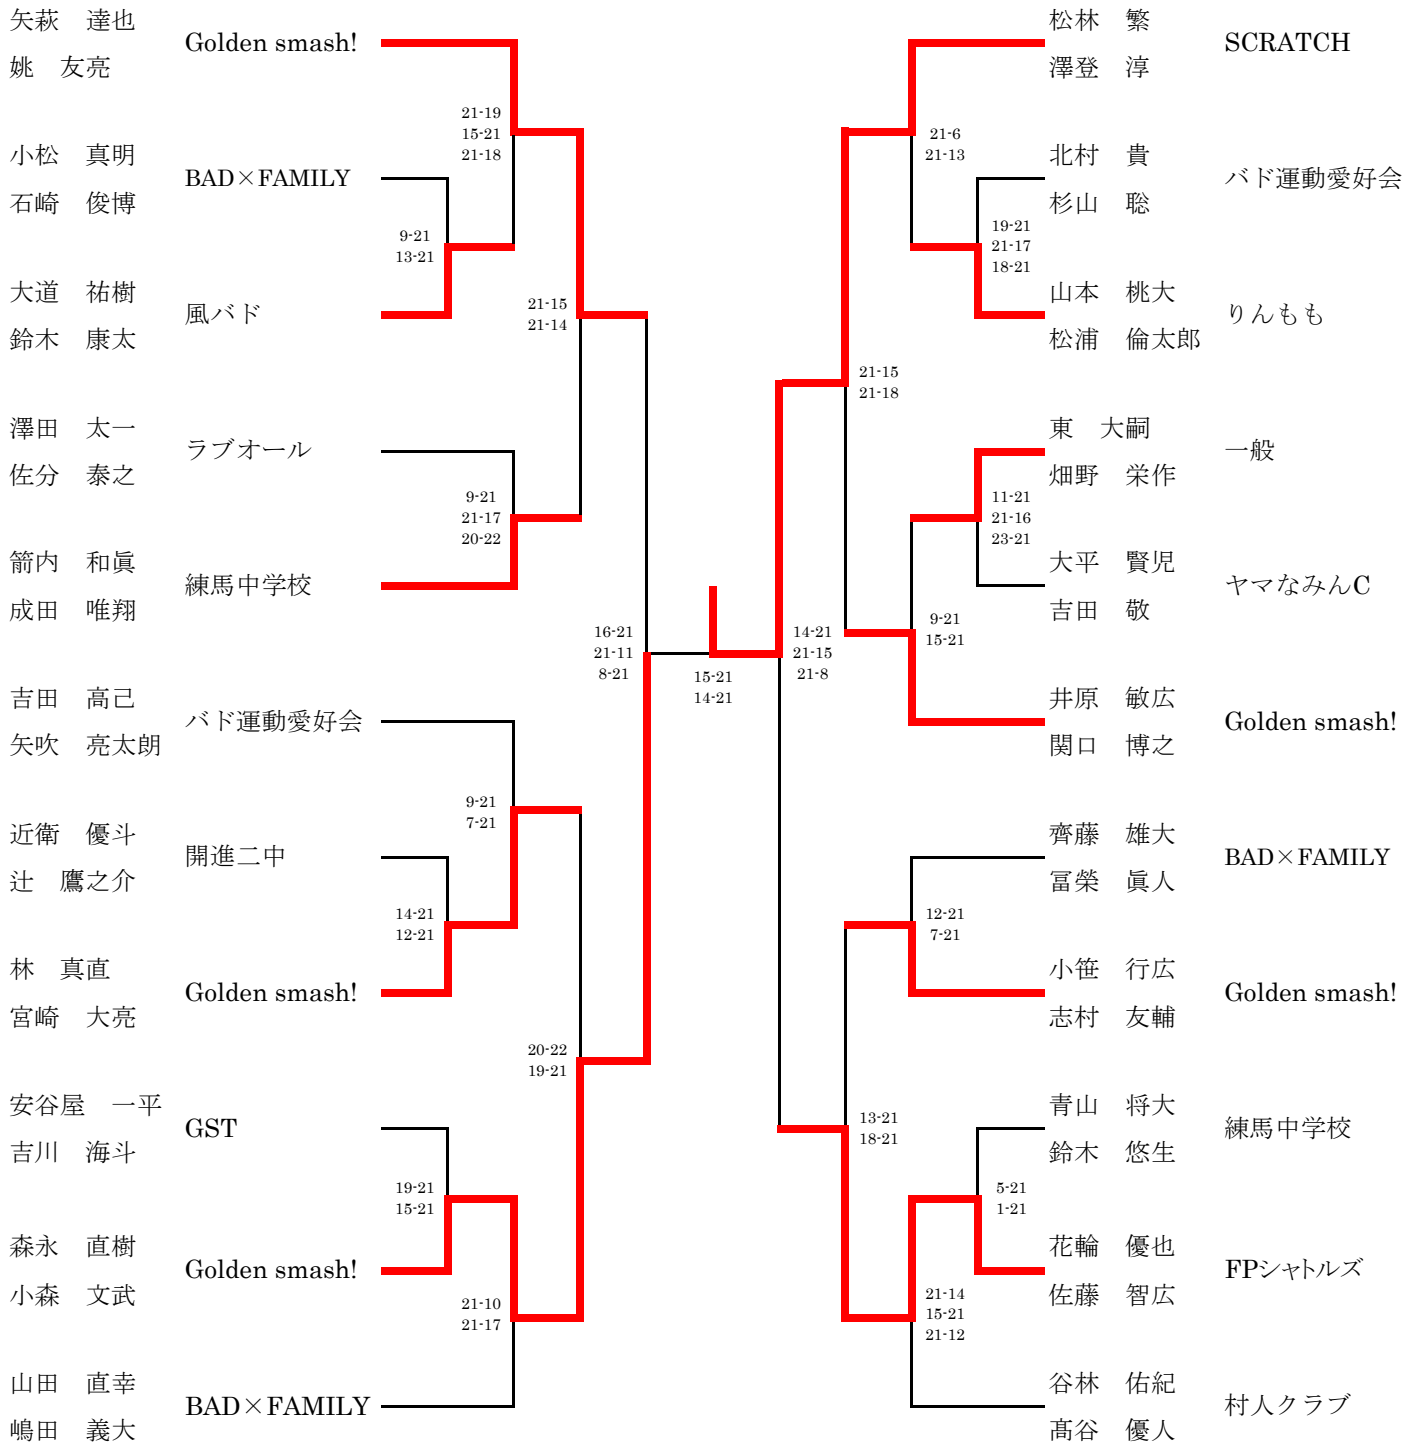 矢萩　達也
姚　友亮
Golden smash!
21-19
15-21
21-18
小松　真明
石崎　俊博
BAD×FAMILY
9-21
13-21
大道　祐樹
鈴木　康太
風バド
21-15
21-14
澤田　太一
佐分　泰之
ラブオール
9-21
21-17
20-22
箭内　和眞
成田　唯翔
練馬中学校
16-21
21-11
8-21
吉田　高己
矢吹　亮太朗
バド運動愛好会
9-21
7-21
近衛　優斗
辻　鷹之介
開進二中
14-21
12-21
林　真直
宮崎　大亮
Golden smash!
20-22
19-21
安谷屋　一平
吉川　海斗
GST
19-21
15-21
森永　直樹
小森　文武
Golden smash!
21-10
21-17
山田　直幸
嶋田　義大
BAD×FAMILY
15-21
14-21
松林　繁
澤登　淳
SCRATCH
21-6
21-13
北村　貴
杉山　聡
バド運動愛好会
19-21
21-17
18-21
山本　桃大
松浦　倫太郎
りんもも
21-15
21-18
東　大嗣
畑野　栄作
一般
11-21
21-16
23-21
大平　賢児
吉田　敬
ヤマなみんC
9-21
15-21
14-21
21-15
21-8
井原　敏広
関口　博之
Golden smash!
齊藤　雄大
冨榮　眞人
BAD×FAMILY
12-21
7-21
小笹　行広
志村　友輔
Golden smash!
13-21
18-21
青山　将大
鈴木　悠生
練馬中学校
5-21
1-21
花輪　優也
佐藤　智広
FPシャトルズ
21-14
15-21
21-12
谷林　佑紀
髙谷　優人
村人クラブ